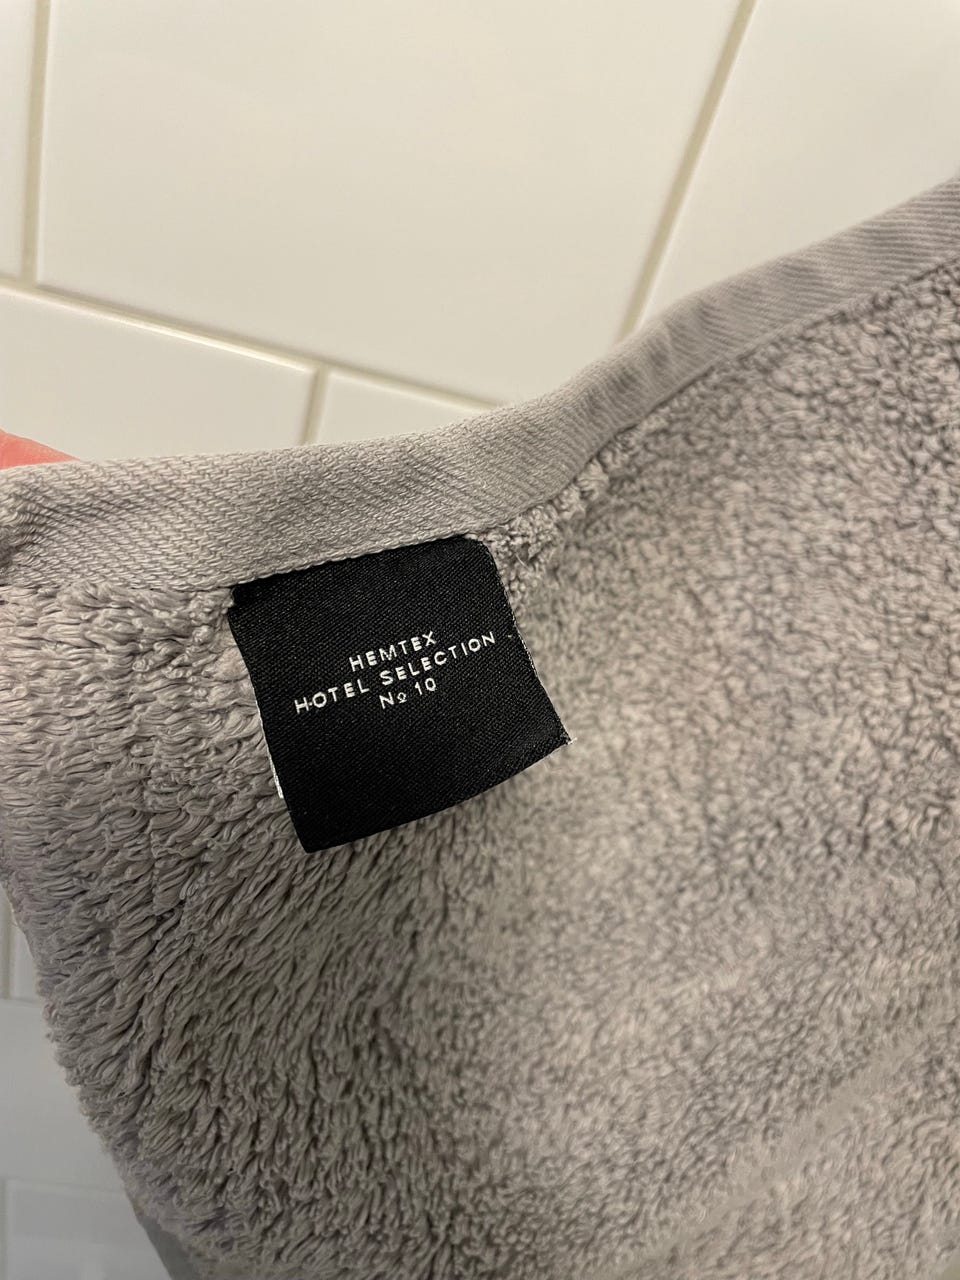 HEMTEX
HOTEL SELECTION
№ 10